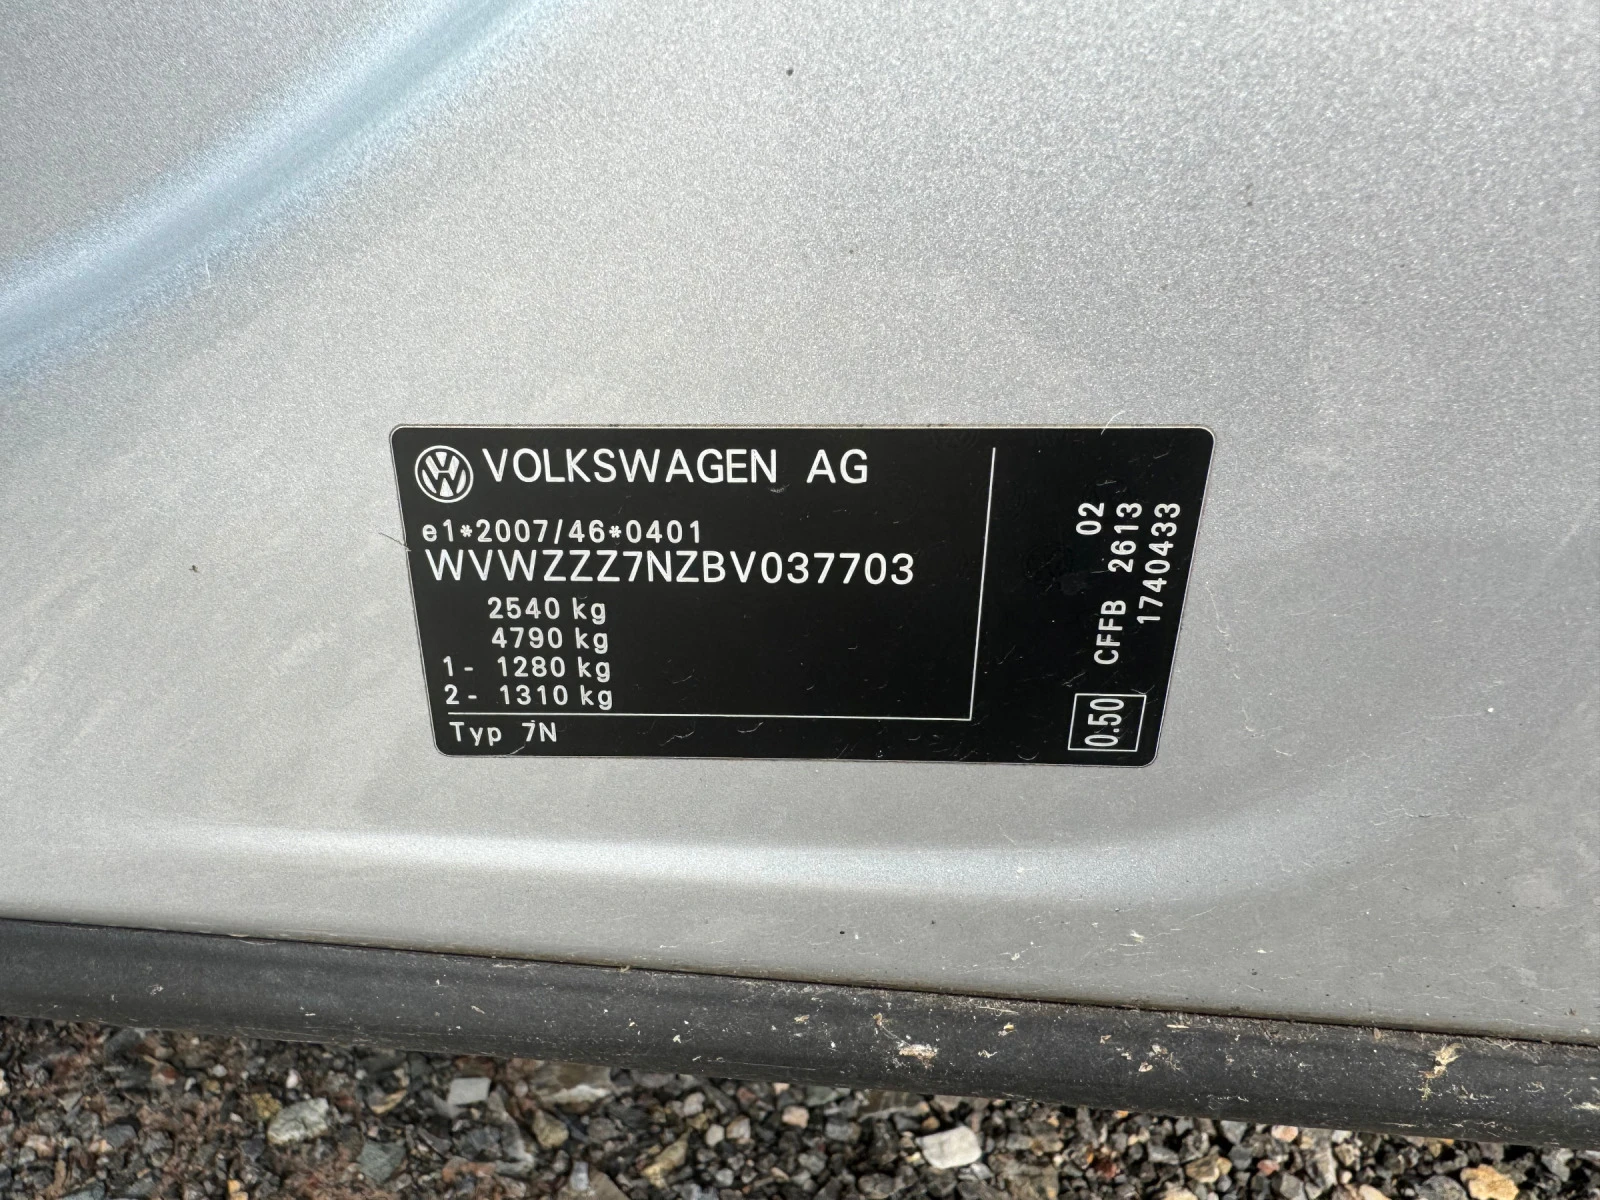 VOLKSWAGEN AG
e1*2007/46*0401
WVWZZZ7NZBV037703
2540 kg
4790 kg
1- 1280 kg
2- 1310 kg
Typ 7N
02
CFFB 2613
1740433
0.50